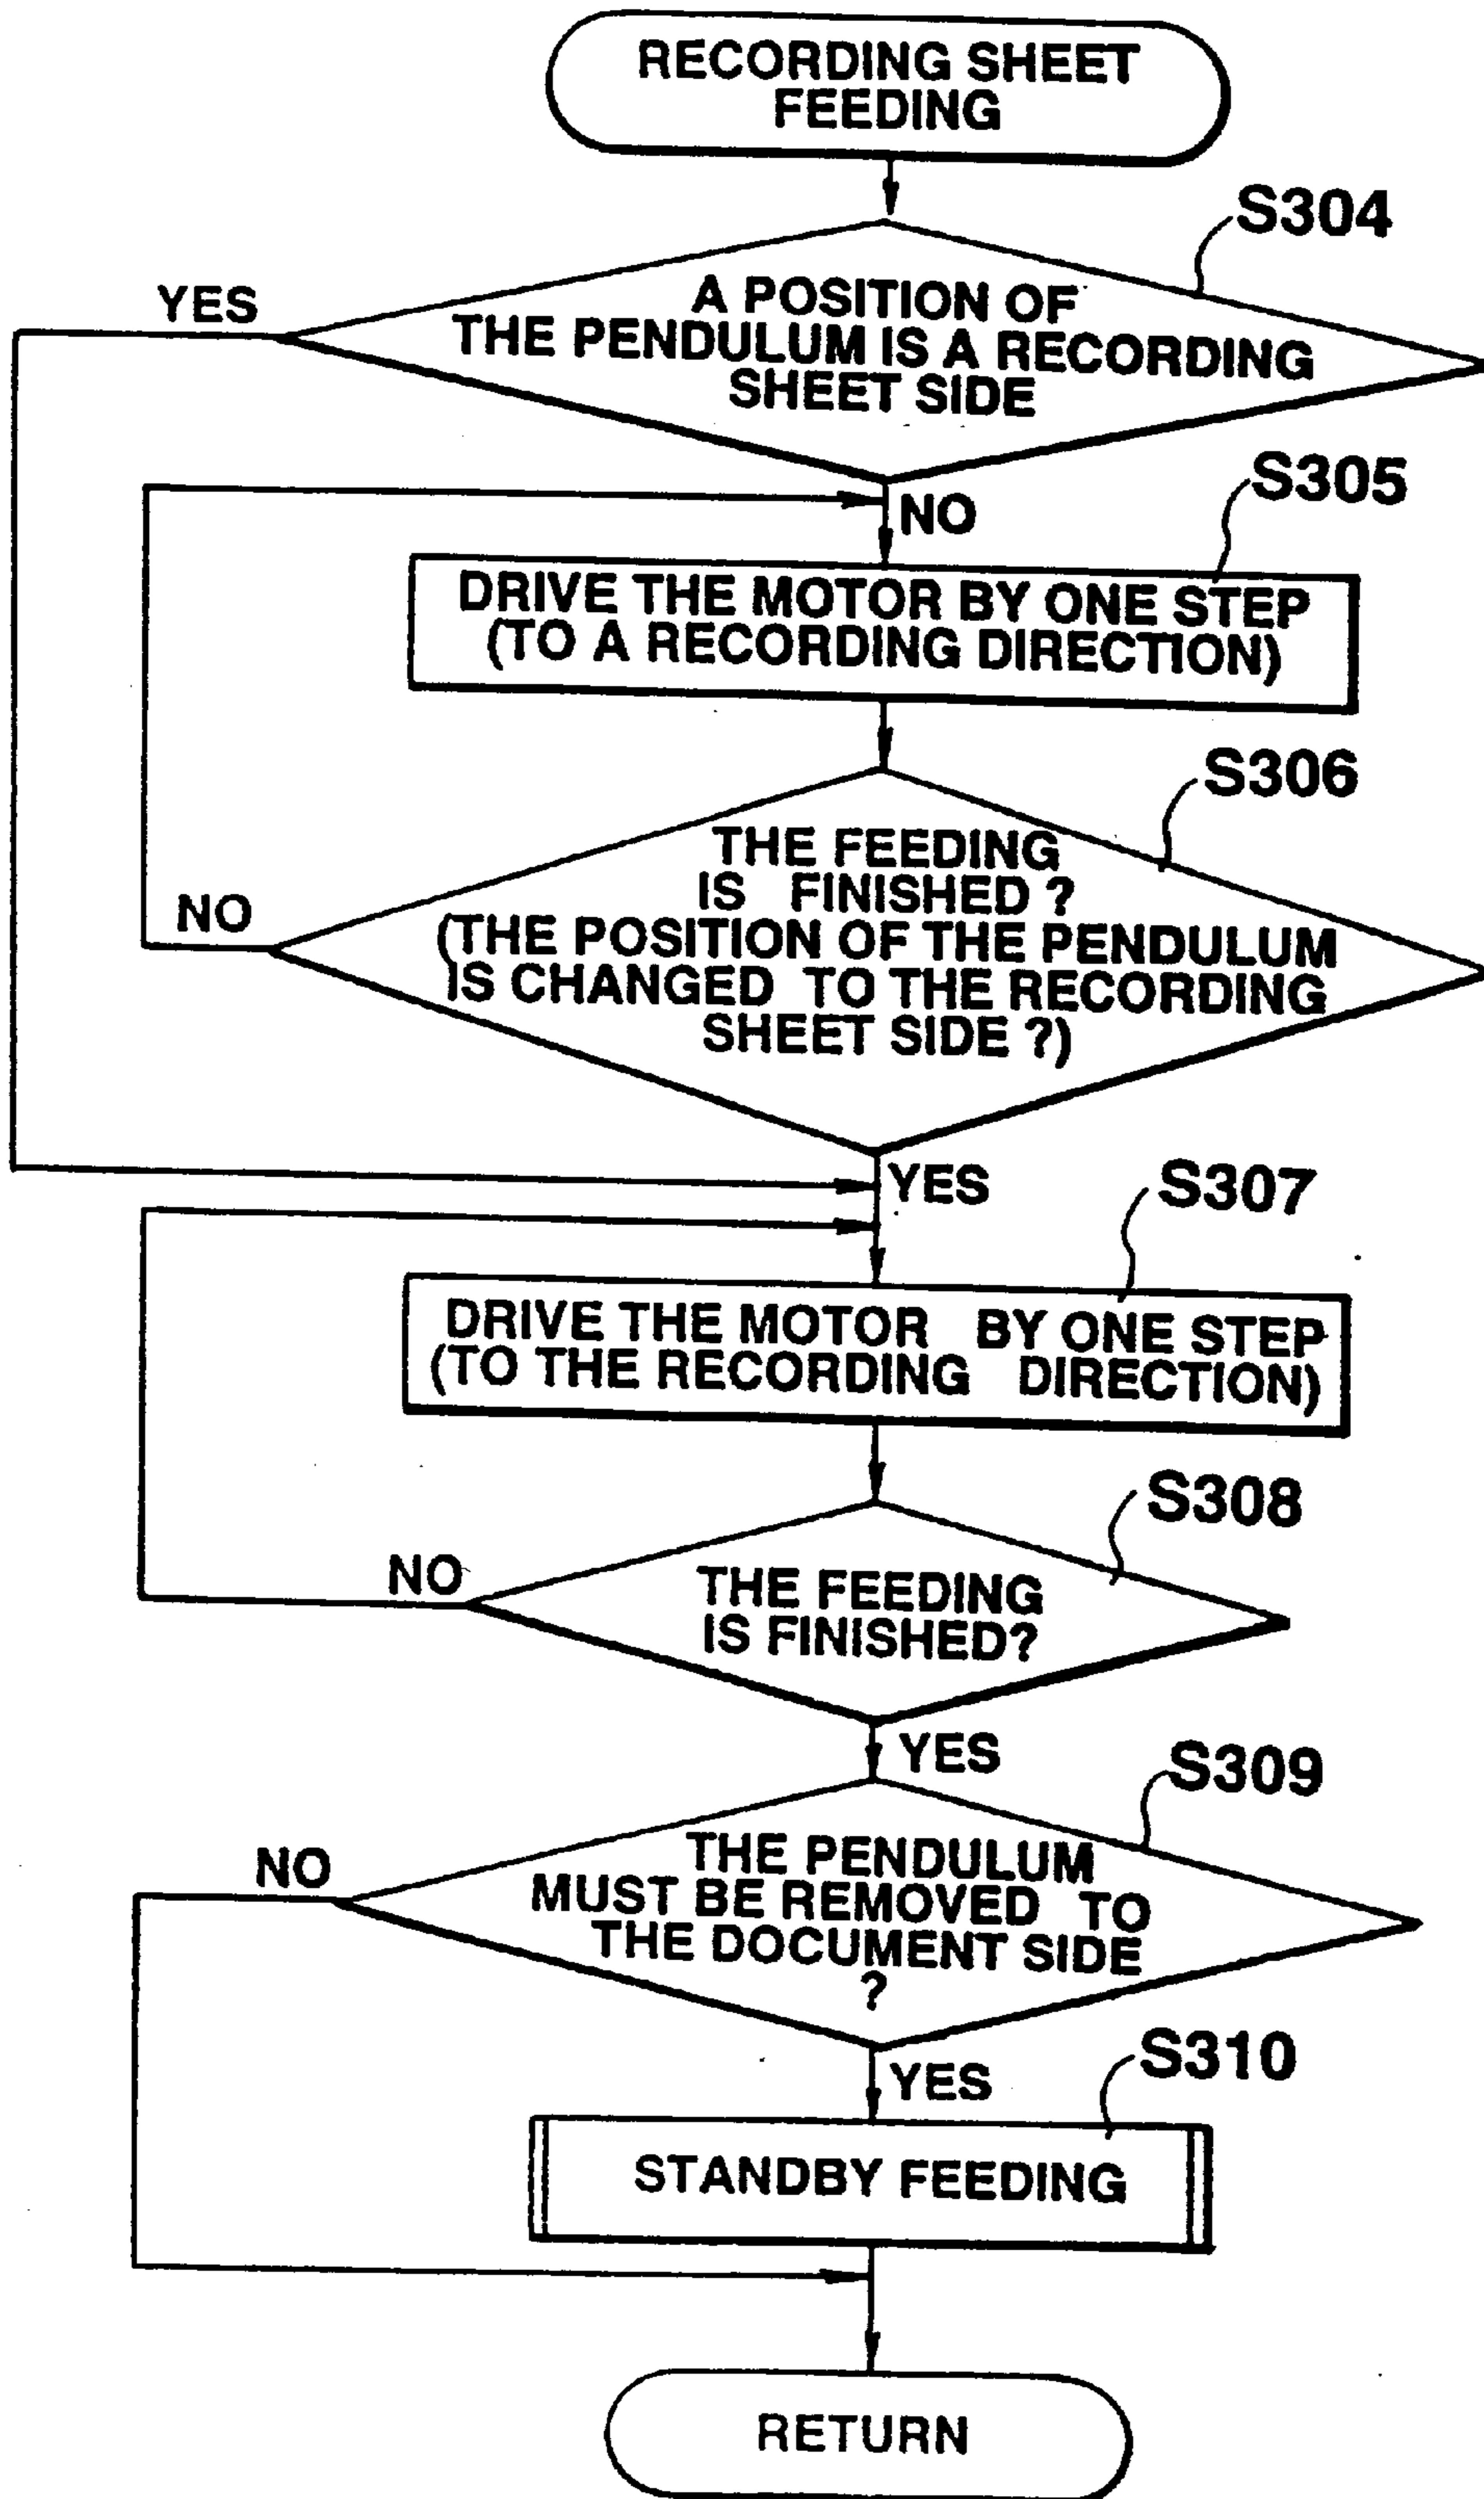 RECORDING SHEET
FEEDING
S304
YES
A POSITION OF
THE PENDULUM IS A RECORDING
SHEET SIDE
S305
NO
DRIVE THE MOTOR BY ONE STEP
(TO A RECORDING DIRECTION)
S306
THE FEEDING
IS FINISHED ?
(THE POSITION OF THE PENDULUM
IS CHANGED TO THE RECORDING
SHEET SIDE ?)
NO
YES
S307
DRIVE THE MOTOR BY ONE STEP
(TO THE RECORDING DIRECTION)
S308
NO
THE FEEDING
IS FINISHED?
YES
S309
NO
THE PENDULUM
MUST BE REMOVED TO
THE DOCUMENT SIDE
?
YES
S310
STANDBY FEEDING
RETURN